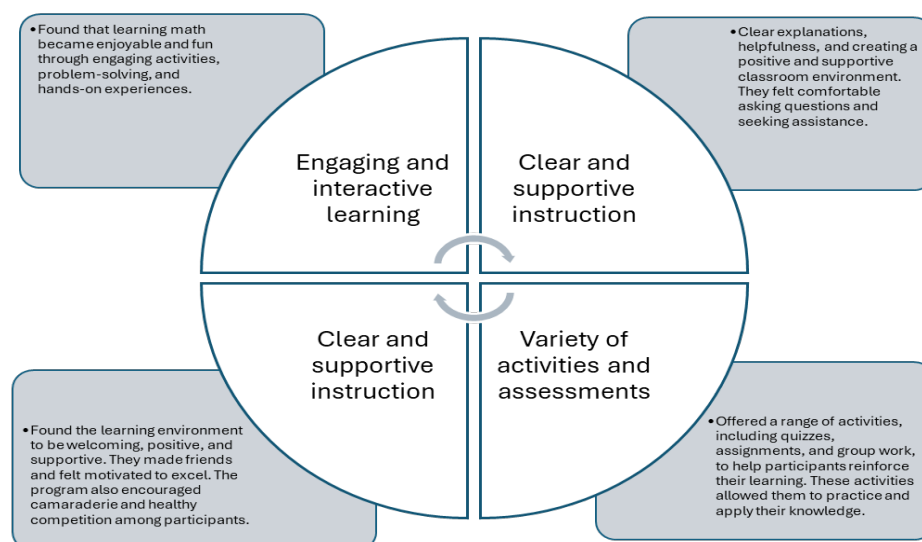 •Found that learning math
became enjoyable and fun
through engaging activities,
problem-solving, and
hands-on experiences.
•Clear explanations,
helpfulness, and creating a
positive and supportive
classroom environment.
They felt comfortable
asking questions and
seeking assistance.
Engaging and
interactive
learning
Clear and
supportive
instruction
Clear and
supportive
instruction
Variety of
activities and
assessments
•Found the learning environment
to be welcoming, positive, and
supportive. They made friends
and felt motivated to excel. The
program also encouraged
camaraderie and healthy
competition among participants.
•Offered a range of activities,
including quizzes,
assignments, and group work,
to help participants reinforce
their learning. These activities
allowed them to practice and
apply their knowledge.